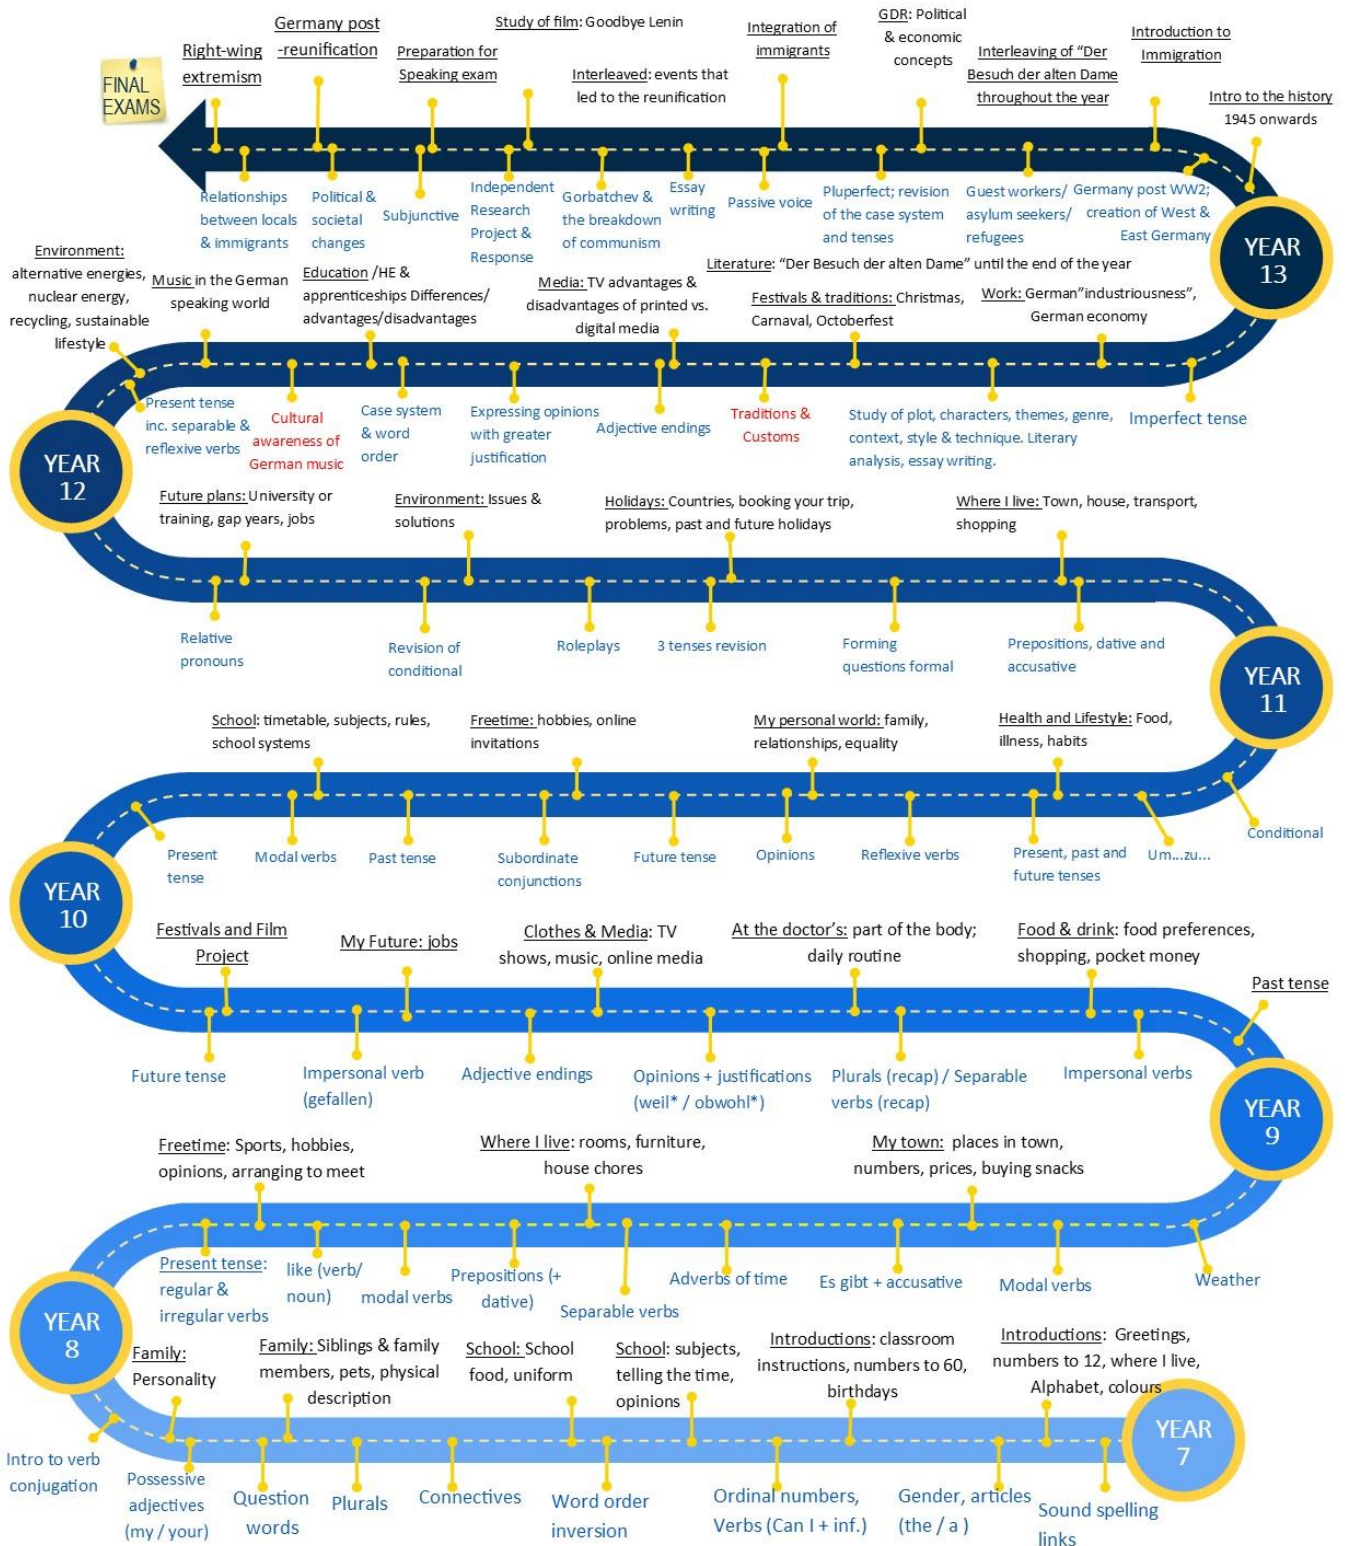 Study of film: Goodbye Lenin
GDR: Political
& economic
concepts
Germany post
-reunification
Integration of
immigrants
Introduction to
Immigration
Right-wing
extremism
Preparation for
Speaking exam
Interleaving of “Der
Besuch der alten Dame
throughout the year
Interleaved: events that
led to the reunification
Intro to the history
1945 onwards
FINAL
EXAMS
Relationships
between locals
& immigrants
Political &
societal
changes
Subjunctive
Independent
Research
Project &
Response
Gorbatchev &
the breakdown
of communism
Essay
writing
Passive voice
Pluperfect; revision
of the case system
and tenses
Guest workers/
asylum seekers/
refugees
Germany post WW2;
creation of West &
East Germany
YEAR
13
Environment:
alternative energies,
nuclear energy,
recycling, sustainable
lifestyle
Music in the German
speaking world
Education /HE &
apprenticeships Differences/
advantages/disadvantages
Media: TV advantages &
disadvantages of printed vs.
digital media
Literature: “Der Besuch der alten Dame” until the end of the year
Festivals & traditions: Christmas,
Carnaval, Octoberfest
Work: German”industriousness”,
German economy
Present tense
inc. separable &
reflexive verbs
Cultural
awareness of
German music
Case system
& word
order
Expressing opinions
with greater
justification
Adjective endings
Traditions &
Customs
Study of plot, characters, themes, genre,
context, style & technique. Literary
analysis, essay writing.
Imperfect tense
YEAR
12
Future plans: University or
training, gap years, jobs
Environment: Issues &
solutions
Holidays: Countries, booking your trip,
problems, past and future holidays
Where I live: Town, house, transport,
shopping
Relative
pronouns
Revision of
conditional
Roleplays
3 tenses revision
Forming
questions formal
Prepositions, dative and
accusative
YEAR
11
School: timetable, subjects, rules,
school systems
Freetime: hobbies, online
invitations
My personal world: family,
relationships, equality
Health and Lifestyle: Food,
illness, habits
Present
tense
Modal verbs
Past tense
Subordinate
conjunctions
Future tense
Opinions
Reflexive verbs
Present, past and
future tenses
Um...zu...
Conditional
YEAR
10
Festivals and Film
Project
My Future: jobs
Clothes & Media: TV
shows, music, online media
At the doctor's: part of the body;
daily routine
Food & drink: food preferences,
shopping, pocket money
Past tense
Future tense
Impersonal verb
(gefallen)
Adjective endings
Opinions + justifications
(weil* / obwohl*)
Plurals (recap) / Separable
verbs (recap)
Impersonal verbs
YEAR
9
Freetime: Sports, hobbies,
opinions, arranging to meet
Where I live: rooms, furniture,
house chores
My town: places in town,
numbers, prices, buying snacks
Present tense:
regular &
irregular verbs
like (verb/
noun)
modal verbs
Prepositions (+
dative)
Separable verbs
Adverbs of time
Es gibt + accusative
Modal verbs
Weather
YEAR
8
Family:
Personality
Family: Siblings & family
members, pets, physical
description
School: School
food, uniform
School: subjects,
telling the time,
opinions
Introductions: classroom
instructions, numbers to 60,
birthdays
Introductions: Greetings,
numbers to 12, where I live,
Alphabet, colours
YEAR
7
Intro to verb
conjugation
Possessive
adjectives
(my / your)
Question
words
Plurals
Connectives
Word order
inversion
Ordinal numbers,
Verbs (Can I + inf.)
Gender, articles
(the / a )
Sound spelling
links